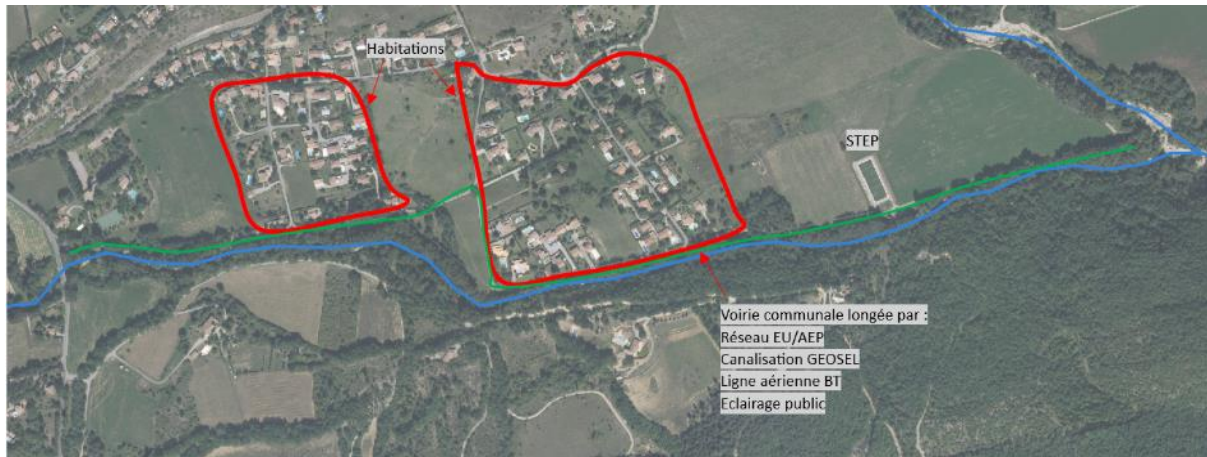 Habitations
STEP
Voirie communale longée par :
Réseau EU/AEP
Canalisation GEOSEL
Ligne aérienne BT
Eclairage public